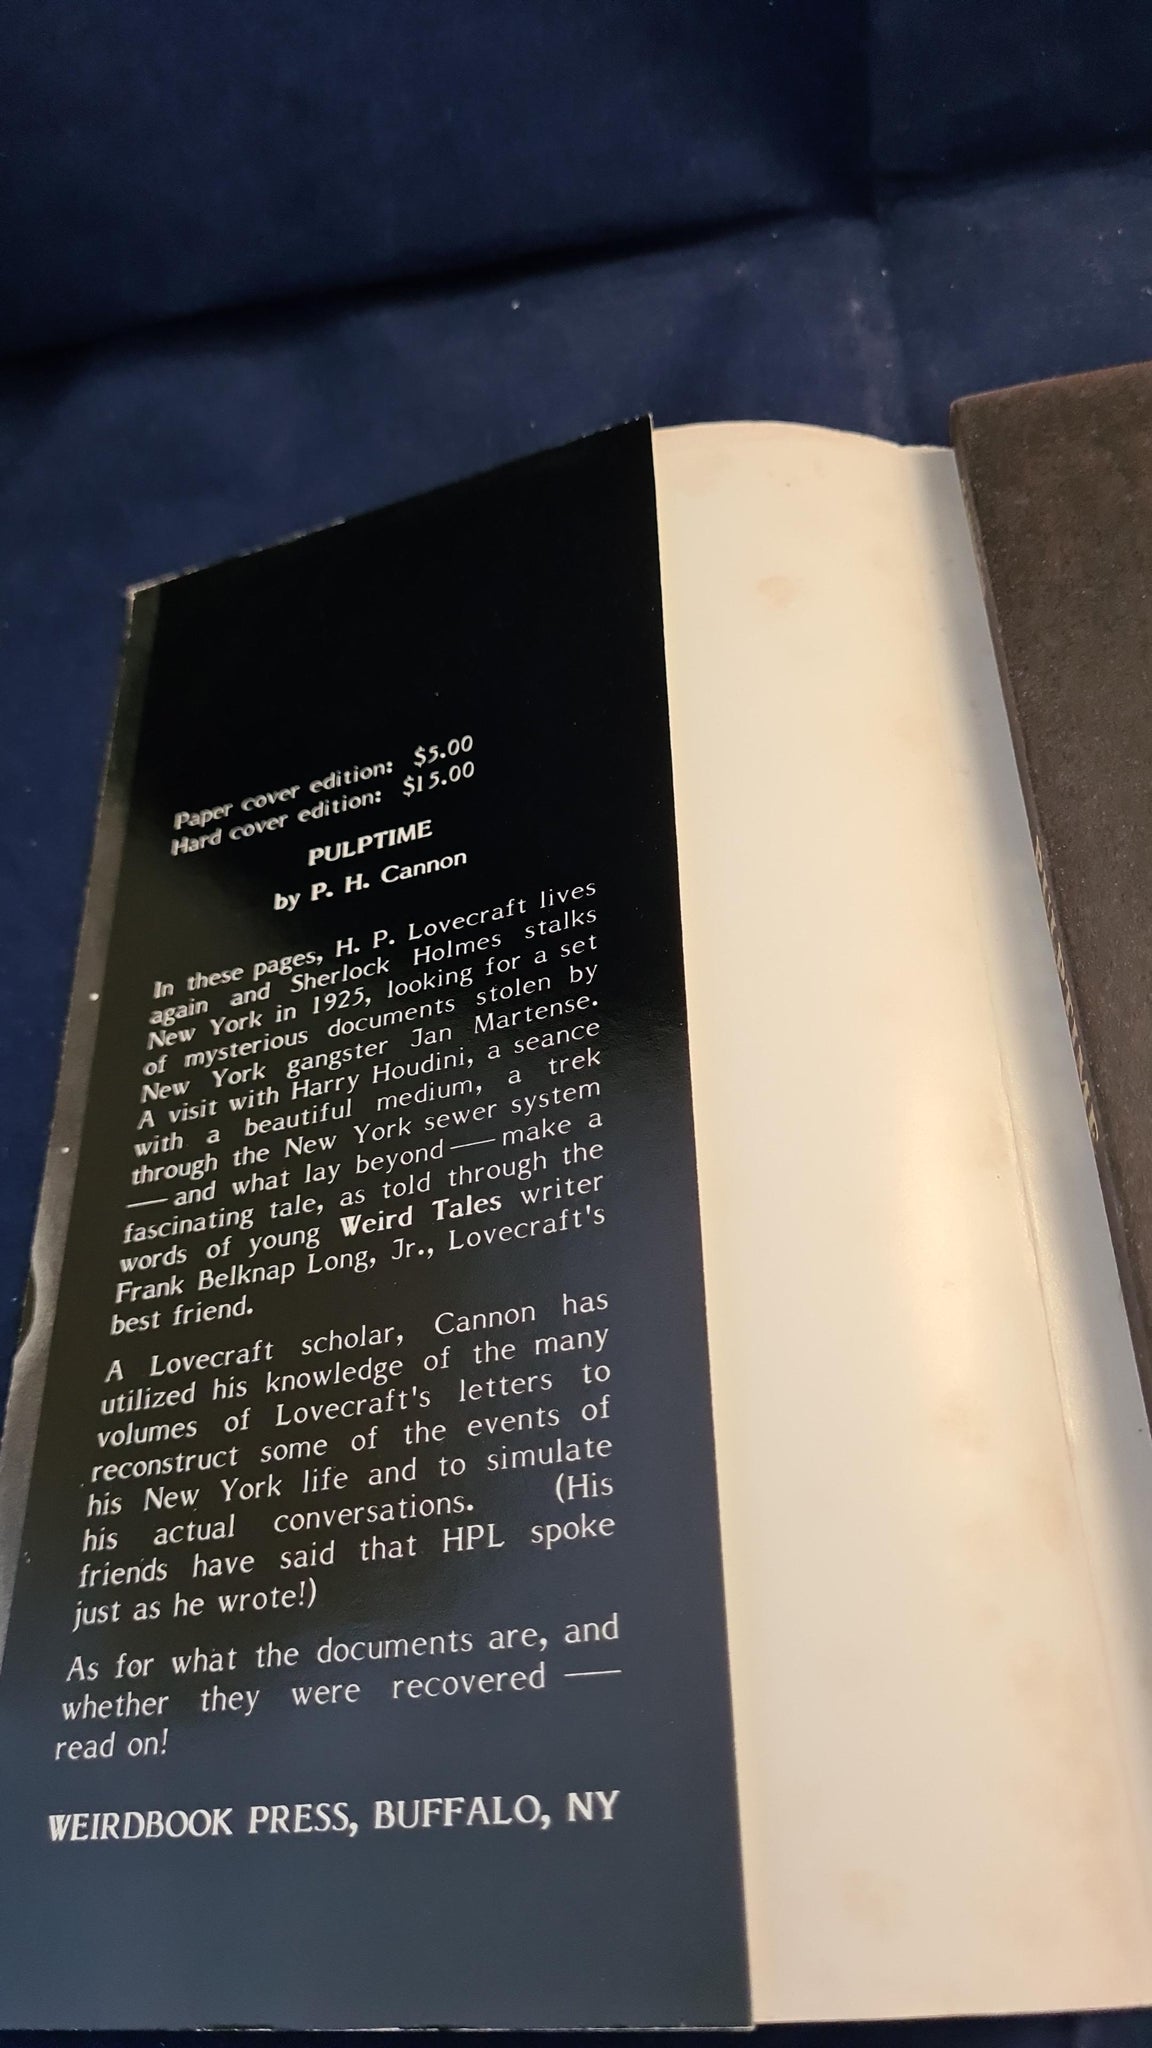 Paper cover edition: $5.00
Hard cover edition: $15.00
PULPTIME
by P. H. Cannon
In these pages, H. P. Lovecraft lives
again and Sherlock Holmes stalks
New York in 1925, looking for a set
of mysterious documents stolen by
New York gangster Jan Martense.
A visit with Harry Houdini, a seance
with a beautiful medium, a trek
through the New York sewer system
— and what lay beyond — make a
fascinating tale, as told through the
words of young Weird Tales writer
Frank Belknap Long, Jr., Lovecraft's
best friend.
A Lovecraft scholar, Cannon has
utilized his knowledge of the many
volumes of Lovecraft's letters to
reconstruct some of the events of
his New York life and to simulate
his actual conversations. (His
friends have said that HPL spoke
just as he wrote!)
As for what the documents are, and
whether they were recovered —
read on!
WEIRDBOOK PRESS, BUFFALO, NY